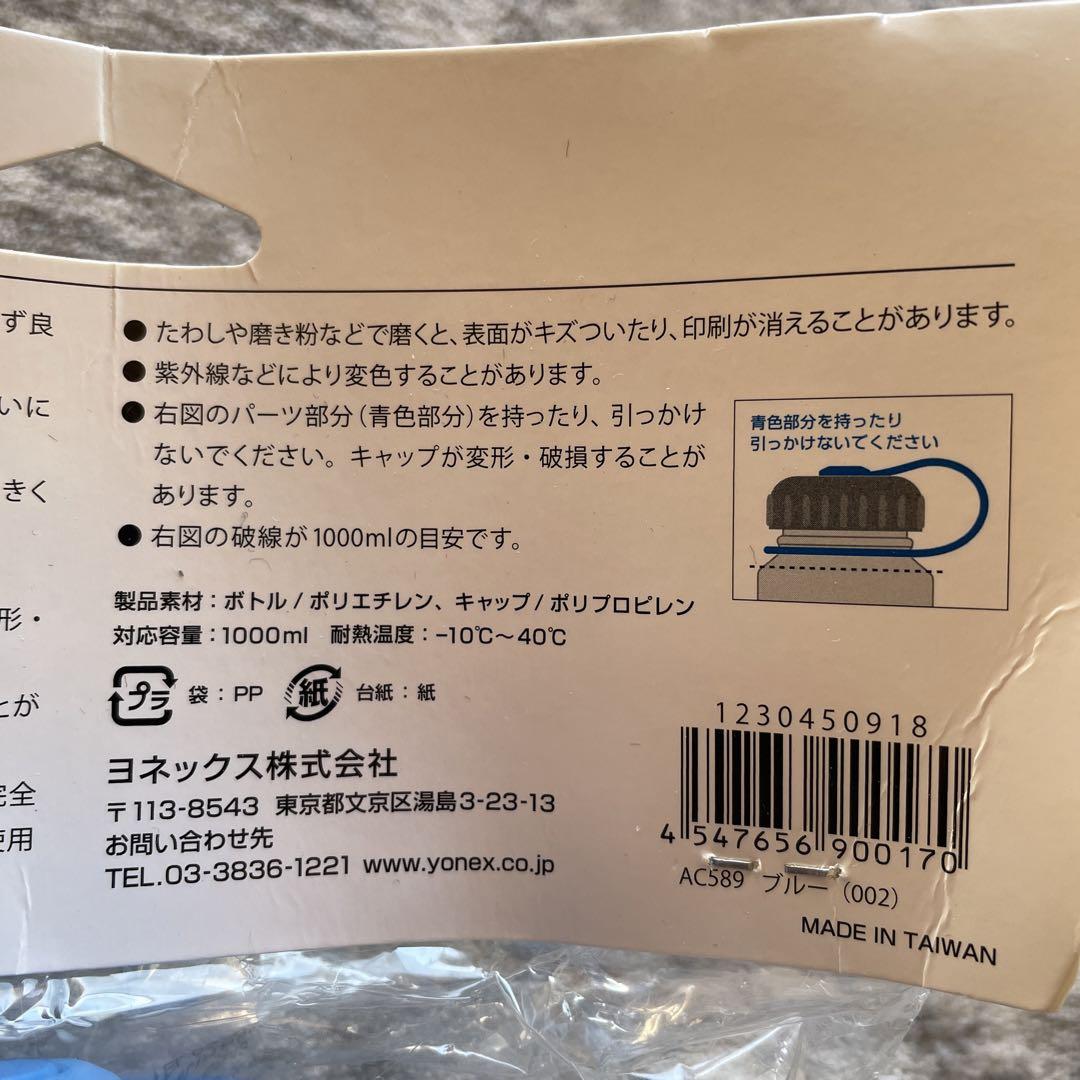 ず良
いに
きく
形・
とが
完全
使用
● たわしや磨き粉などで磨くと、表面がキズついたり、印刷が消えることがあります。
● 紫外線などにより変色することがあります。
● 右図のパーツ部分（青色部分）を持ったり、引っかけ
ないでください。キャップが変形・破損することが
あります。
● 右図の破線が1000mlの目安です。
青色部分を持ったり
引っかけないでください
製品素材：ボトル/ポリエチレン、キャップ/ポリプロピレン
対応容量：1000ml 耐熱温度：−10℃〜40℃
プラ 袋：PP 紙 台紙：紙
ヨネックス株式会社
〒113-8543 東京都文京区湯島3-23-13
お問い合わせ先
TEL.03-3836-1221 www.yonex.co.jp
1230450918
4 547656 900170
AC589 ブルー（002）
MADE IN TAIWAN